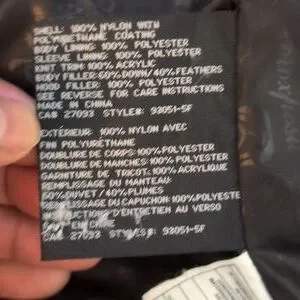 SHELL: 100% NYLON WITH
POLYURETHANE COATING
BODY LINING: 100% POLYESTER
SLEEVE LINING: 100% POLYESTER
KNIT TRIM: 100% ACRYLIC
BODY FILLER: 60% DOWN/40% FEATHERS
HOOD FILLER: 100% POLYESTER
SEE REVERSE FOR CARE INSTRUCTIONS
MADE IN CHINA
CA# 27093 STYLE#: 93051-5F
EXTÉRIEUR: 100% NYLON AVEC
FINI POLYURÉTHANE
DOUBLURE DE CORPS: 100% POLYESTER
DOUBLURE DE MANCHES: 100% POLYESTER
GARNITURE DE TRICOT: 100% ACRYLIQUE
REMPLISSAGE DU MANTEAU:
60% DUVET/40% PLUMES
REMPLISSAGE DU CAPUCHON: 100% POLYESTE
INSTRUCTIONS D'ENTRETIEN AU VERSO
EN CHINE
CA# 27093 STYLE#: 93051-5F